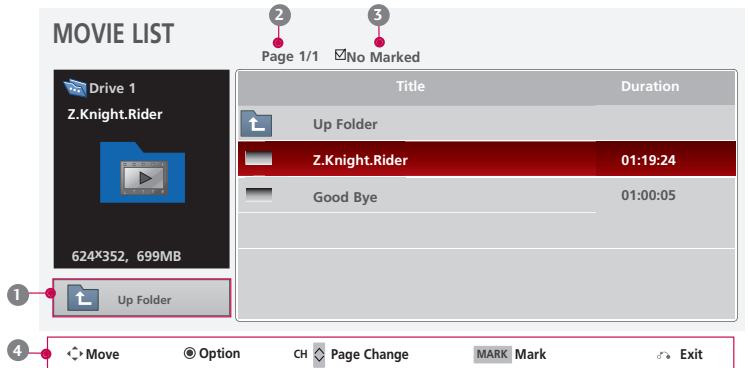 2
3
MOVIE LIST
Page 1/1 ☑No Marked
Drive 1
Z.Knight.Rider
624x352, 699MB
Title Duration
Up Folder
Z.Knight.Rider 01:19:24
Good Bye 01:00:05
1
Up Folder
4
Move ◉ Option CH Page Change MARK Mark Exit